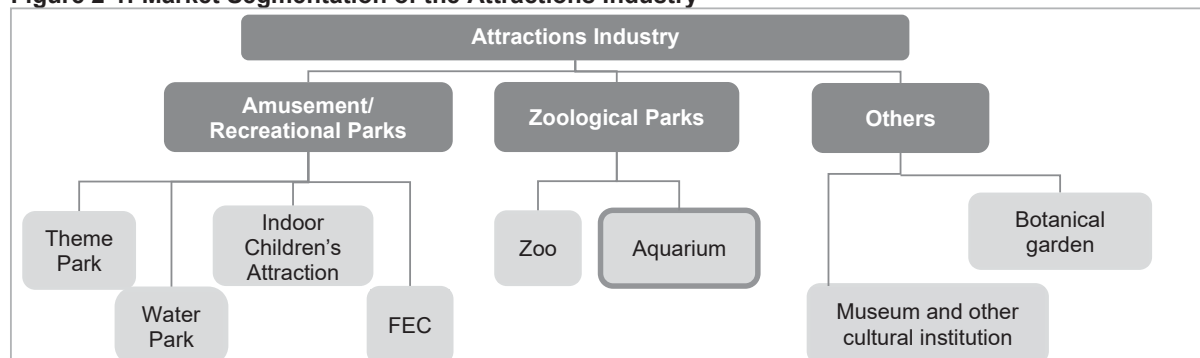 Figure 2-1: Market Segmentation of the Attractions Industry
Attractions Industry
Amusement/
Recreational Parks
Zoological Parks
Others
Theme
Park
Water
Park
Indoor
Children's
Attraction
FEC
Zoo
Aquarium
Museum and other
cultural institution
Botanical
garden